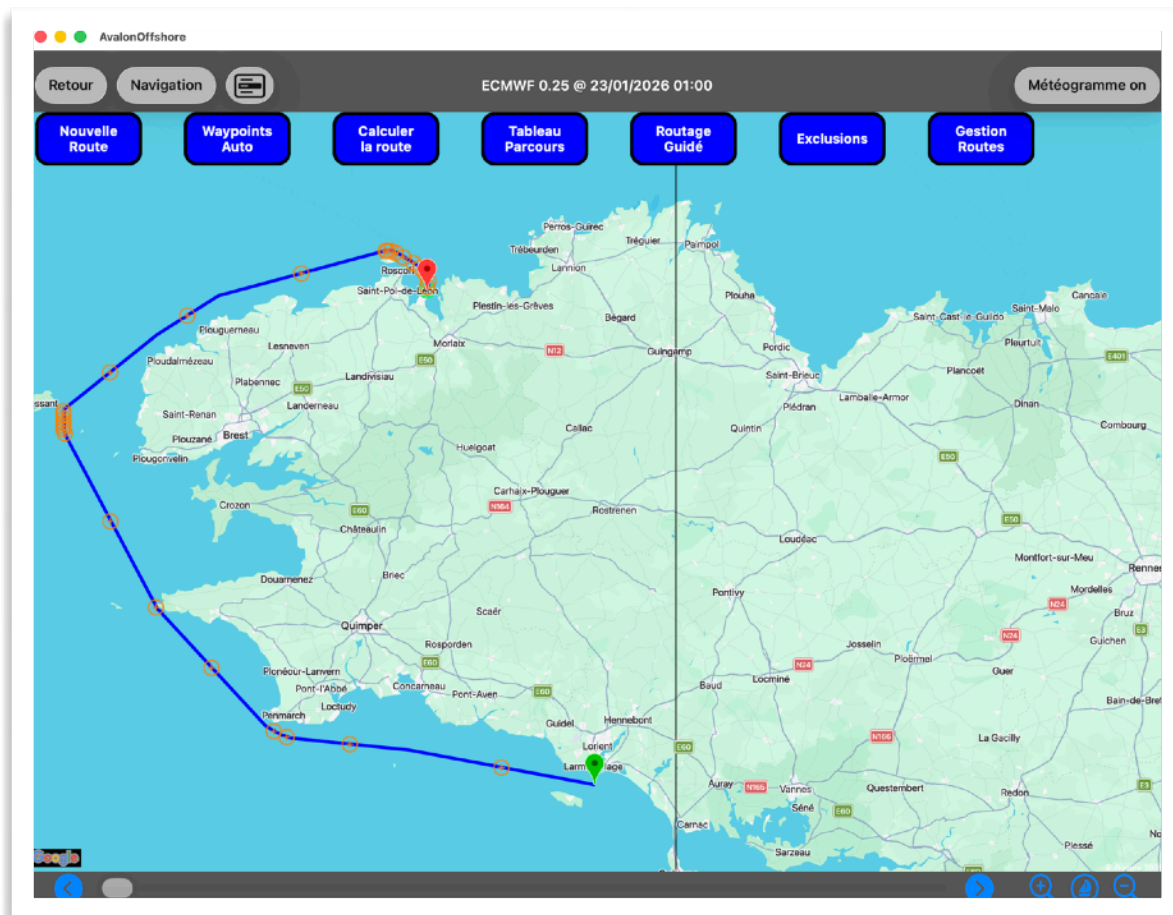 AvalonOffshore
Retour
Navigation
ECMWF 0.25 @ 23/01/2026 01:00
Météogramme on
Nouvelle
Route
Waypoints
Auto
Calculer
la route
Tableau
Parcours
Routage
Guidé
Exclusions
Gestion
Routes
Perros-Guirec
Trébeurden
Tréguier
Paimpol
Lannion
Saint-Pol-de-Léon
Plestin-les-Grèves
Plouha
Cancale
Saint-Malo
Saint-Cast-le-Guildo
Bégard
Plouguerneau
Lesneven
Morlaix
N12
Guingamp
Pordic
Pleurtuit
E401
Ploudalmézeau
E50
Landivisiau
Saint-Brieuc
Plancoët
Plabennec
E50
Landerneau
Lamballe-Armor
Dinan
Plédran
Saint-Renan
Callac
Quintin
Combourg
Plouzané
Brest
Huelgoat
E50
Plougonvelin
Carhaix-Plouguer
Crozon
E60
N164
Rostrenen
E50
Châteaulin
Loudéac
Montfort-sur-Meu
Douarnenez
Briec
Pontivy
Mordelles
N24
Bruz
Scaër
Quimper
N24
E3
Guichen
Rosporden
Josselin
Ploërmel
E60
N24
Guer
Plonéour-Lanvern
Pont-l'Abbé
Concarneau
Pont-Aven
E60
Baud
Locminé
Loctudy
Penmarch
Guidel
Hennebont
N166
La Gacilly
Lorient
E60
Auray
N165
Vannes
Questembert
Redon
E3
Séné
E60
Carnac
Sarzeau
Plessé
Google